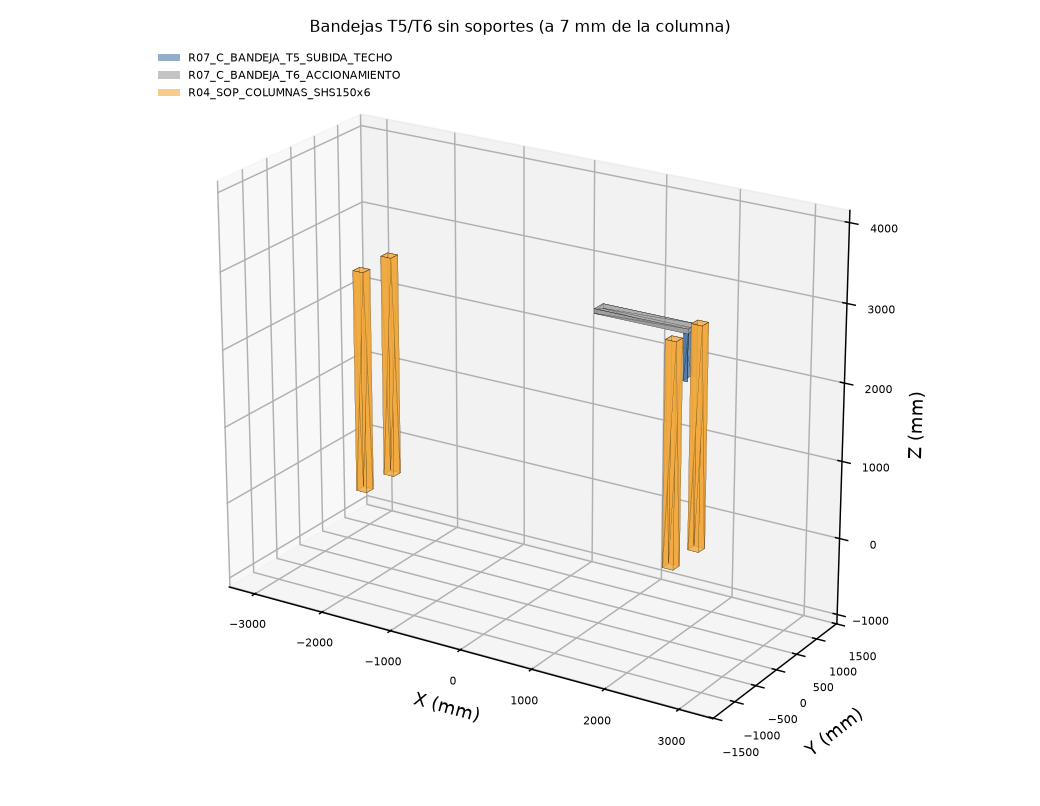 Bandejas T5/T6 sin soportes (a 7 mm de la columna)
R07_C_BANDEJA_T5_SUBIDA_TECHO
R07_C_BANDEJA_T6_ACCIONAMIENTO
R04_SOP_COLUMNAS_SHS150x6
4000
3000
2000
1000
0
−1000
Z (mm)
−3000
−2000
−1000
0
1000
2000
3000
X (mm)
1500
1000
500
0
−500
−1000
−1500
Y (mm)